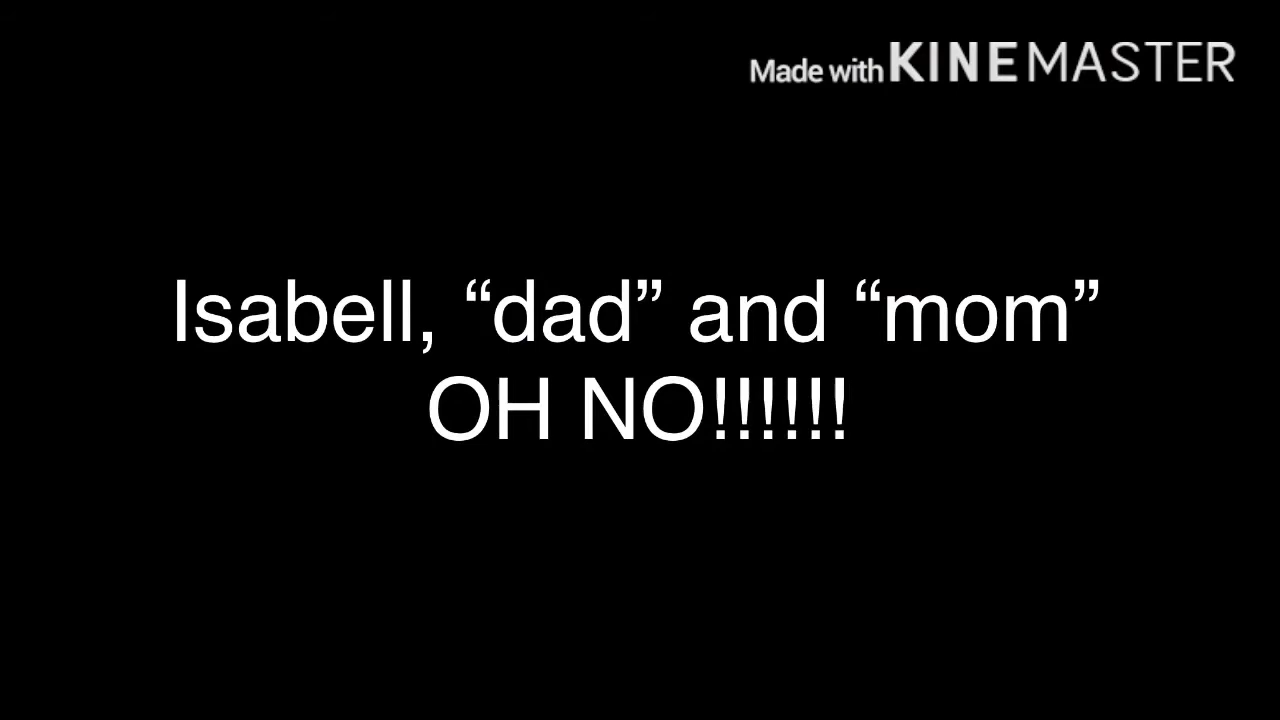 Made with KINEMASTER
Isabell, “dad” and “mom”
OH NO!!!!!!